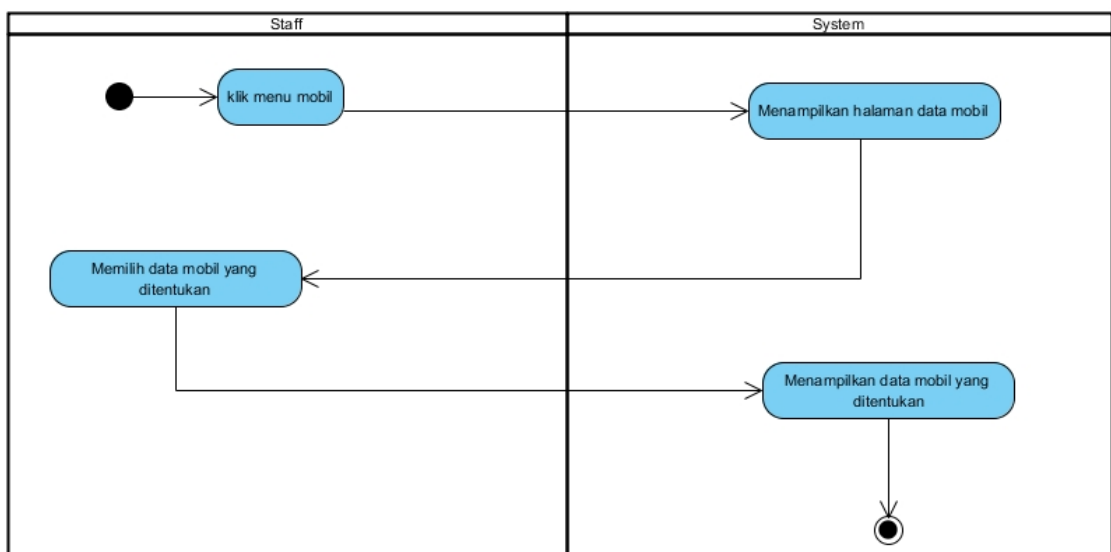 Staff
System
klik menu mobil
Menampilkan halaman data mobil
Memilih data mobil yang
ditentukan
Menampilkan data mobil yang
ditentukan